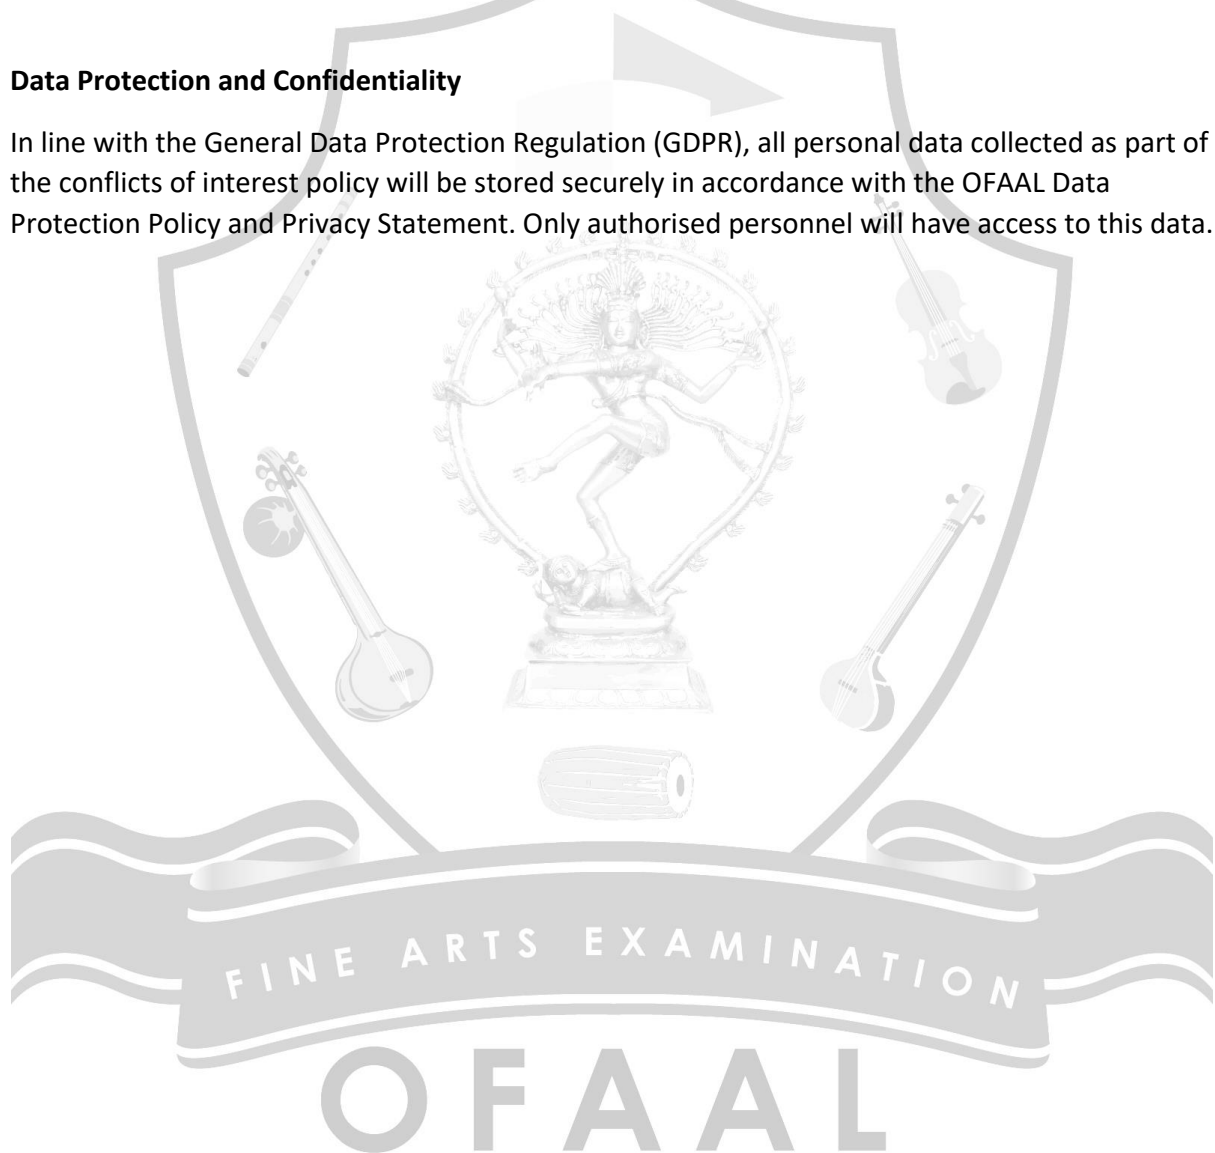 Data Protection and Confidentiality
In line with the General Data Protection Regulation (GDPR), all personal data collected as part of
the conflicts of interest policy will be stored securely in accordance with the OFAAL Data
Protection Policy and Privacy Statement. Only authorised personnel will have access to this data.
FINE ARTS EXAMINATION
OFAAL